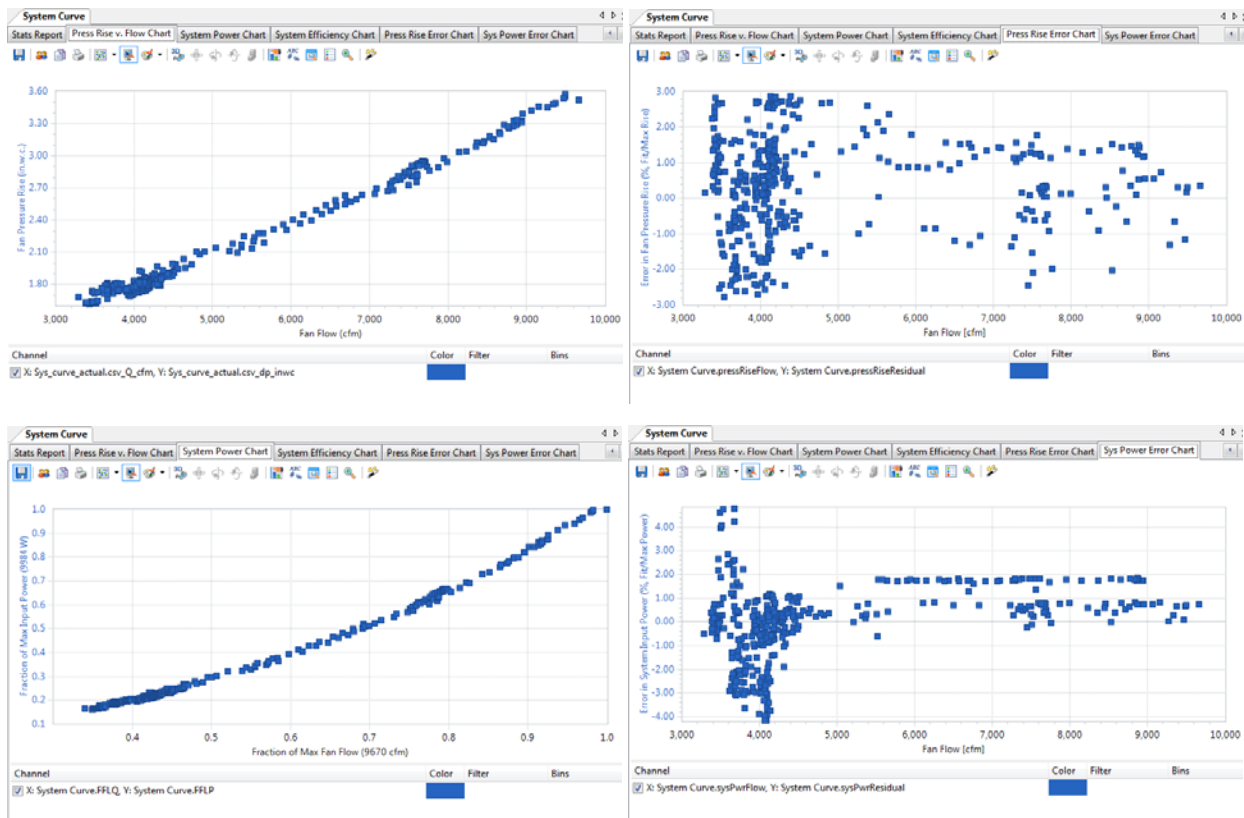 System Curve
Stats Report Press Rise v. Flow Chart System Power Chart System Efficiency Chart Press Rise Error Chart Sys Power Error Chart
3D ABC
3.60
3.30
3.00
2.70
2.40
2.10
1.80
Fan Pressure Rise (in.w.c.)
3,000 4,000 5,000 6,000 7,000 8,000 9,000 10,000
Fan Flow (cfm)
Channel Color Filter Bins
X: Sys_curve_actual.csv_Q_cfm, Y: Sys_curve_actual.csv_dp_inwc
System Curve
Stats Report Press Rise v. Flow Chart System Power Chart System Efficiency Chart Press Rise Error Chart Sys Power Error Chart
3D ABC
3.00
2.00
1.00
0.00
-1.00
-2.00
-3.00
Error in Fan Pressure Rise (%, Fit/Max Rise)
3,000 4,000 5,000 6,000 7,000 8,000 9,000 10,000
Fan Flow [cfm]
Channel Color Filter Bins
X: System Curve.pressRiseFlow, Y: System Curve.pressRiseResidual
System Curve
Stats Report Press Rise v. Flow Chart System Power Chart System Efficiency Chart Press Rise Error Chart Sys Power Error Chart
3D ABC
1.0
0.9
0.8
0.7
0.6
0.5
0.4
0.3
0.2
0.1
Fraction of Max Input Power (9984 W)
0.4 0.5 0.6 0.7 0.8 0.9 1.0
Fraction of Max Fan Flow (9670 cfm)
Channel Color Filter Bins
X: System Curve.FFLQ, Y: System Curve.FFLP
System Curve
Stats Report Press Rise v. Flow Chart System Power Chart System Efficiency Chart Press Rise Error Chart Sys Power Error Chart
3D ABC
4.00
3.00
2.00
1.00
0.00
-1.00
-2.00
-3.00
-4.00
Error in System Input Power (%, Fit/Max Power)
3,000 4,000 5,000 6,000 7,000 8,000 9,000 10,000
Fan Flow [cfm]
Channel Color Filter Bins
X: System Curve.sysPwrFlow, Y: System Curve.sysPwrResidual